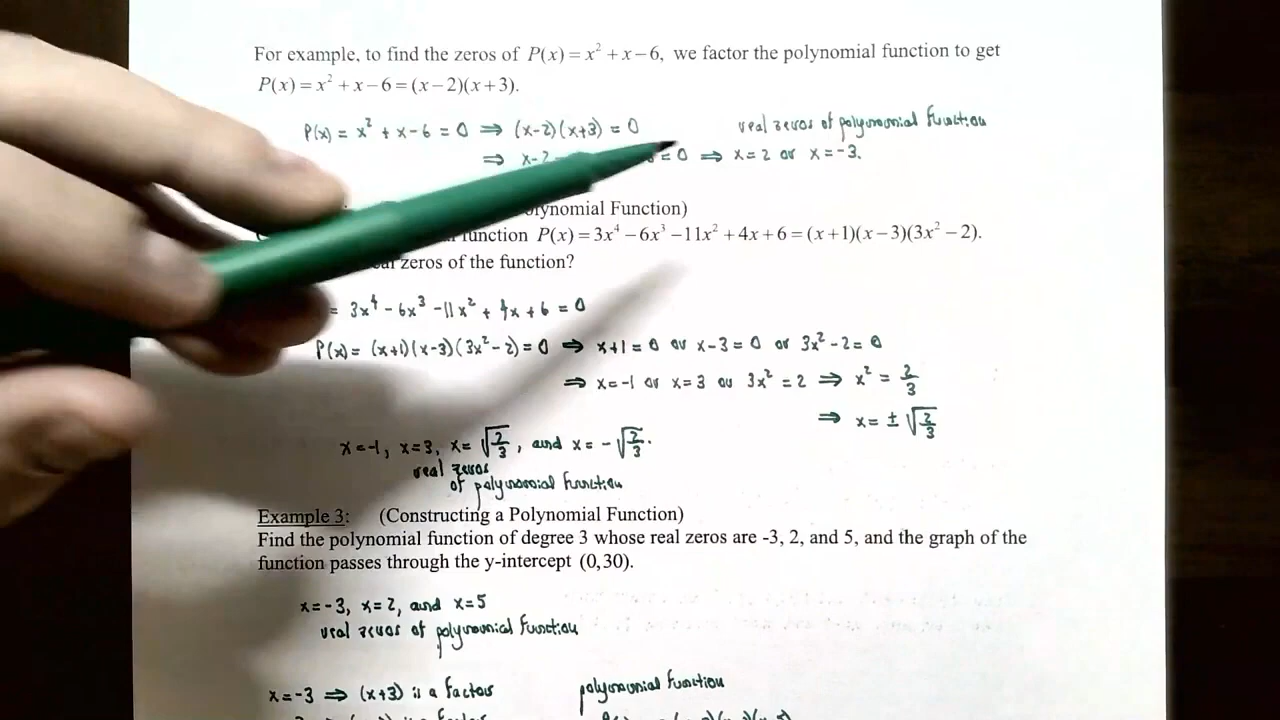 For example, to find the zeros of P(x) = x² + x − 6, we factor the polynomial function to get
P(x) = x² + x − 6 = (x − 2)(x + 3).
P(x) = x² + x − 6 = 0 ⇒ (x-2)(x+3) = 0
real zeros of polynomial function
⇒ x-2 = 0 ⇒ x = 2 or x = -3.
Polynomial Function)
function P(x) = 3x⁴ − 6x³ − 11x² + 4x + 6 = (x + 1)(x − 3)(3x² − 2).
zeros of the function?
= 3x⁴ - 6x³ - 11x² + 4x + 6 = 0
P(x) = (x+1)(x-3)(3x² - 2) = 0 ⇒ x+1 = 0 or x-3 = 0 or 3x² - 2 = 0
⇒ x = -1 or x = 3 or 3x² = 2 ⇒ x² = 2/3
⇒ x = ± √(2/3)
x = -1, x = 3, x = √(2/3), and x = -√(2/3).
real zeros
of polynomial function
Example 3: (Constructing a Polynomial Function)
Find the polynomial function of degree 3 whose real zeros are -3, 2, and 5, and the graph of the
function passes through the y-intercept (0,30).
x = -3, x = 2, and x = 5
real zeros of polynomial function
x = -3 ⇒ (x+3) is a factor
polynomial function